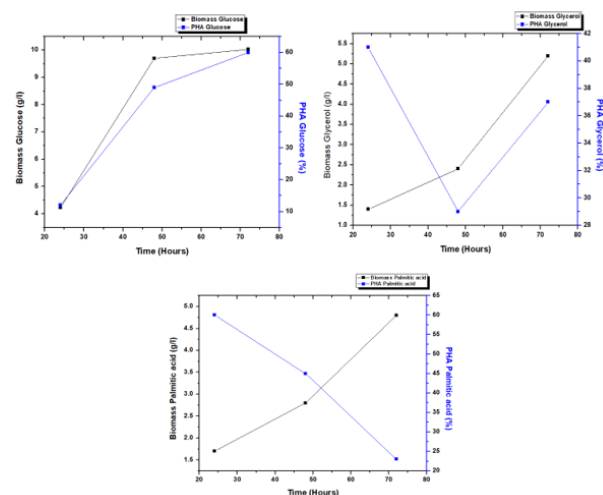 Biomass Glucose
PHA Glucose
10
9
8
7
6
5
4
Biomass Glucose (g/l)
60
50
40
30
20
10
PHA Glucose (%)
20 30 40 50 60 70 80
Time (Hours)
Biomass Glycerol
PHA Glycerol
5.5
5.0
4.5
4.0
3.5
3.0
2.5
2.0
1.5
1.0
Biomass Glycerol (g/l)
42
40
38
36
34
32
30
28
PHA Glycerol (%)
20 30 40 50 60 70 80
Time (Hours)
Biomass Palmitic acid
PHA Palmitic acid
5.0
4.5
4.0
3.5
3.0
2.5
2.0
1.5
Biomass Palmitic acid (g/l)
65
60
55
50
45
40
35
30
25
20
PHA Palmitic acid (%)
20 30 40 50 60 70 80
Time (Hours)